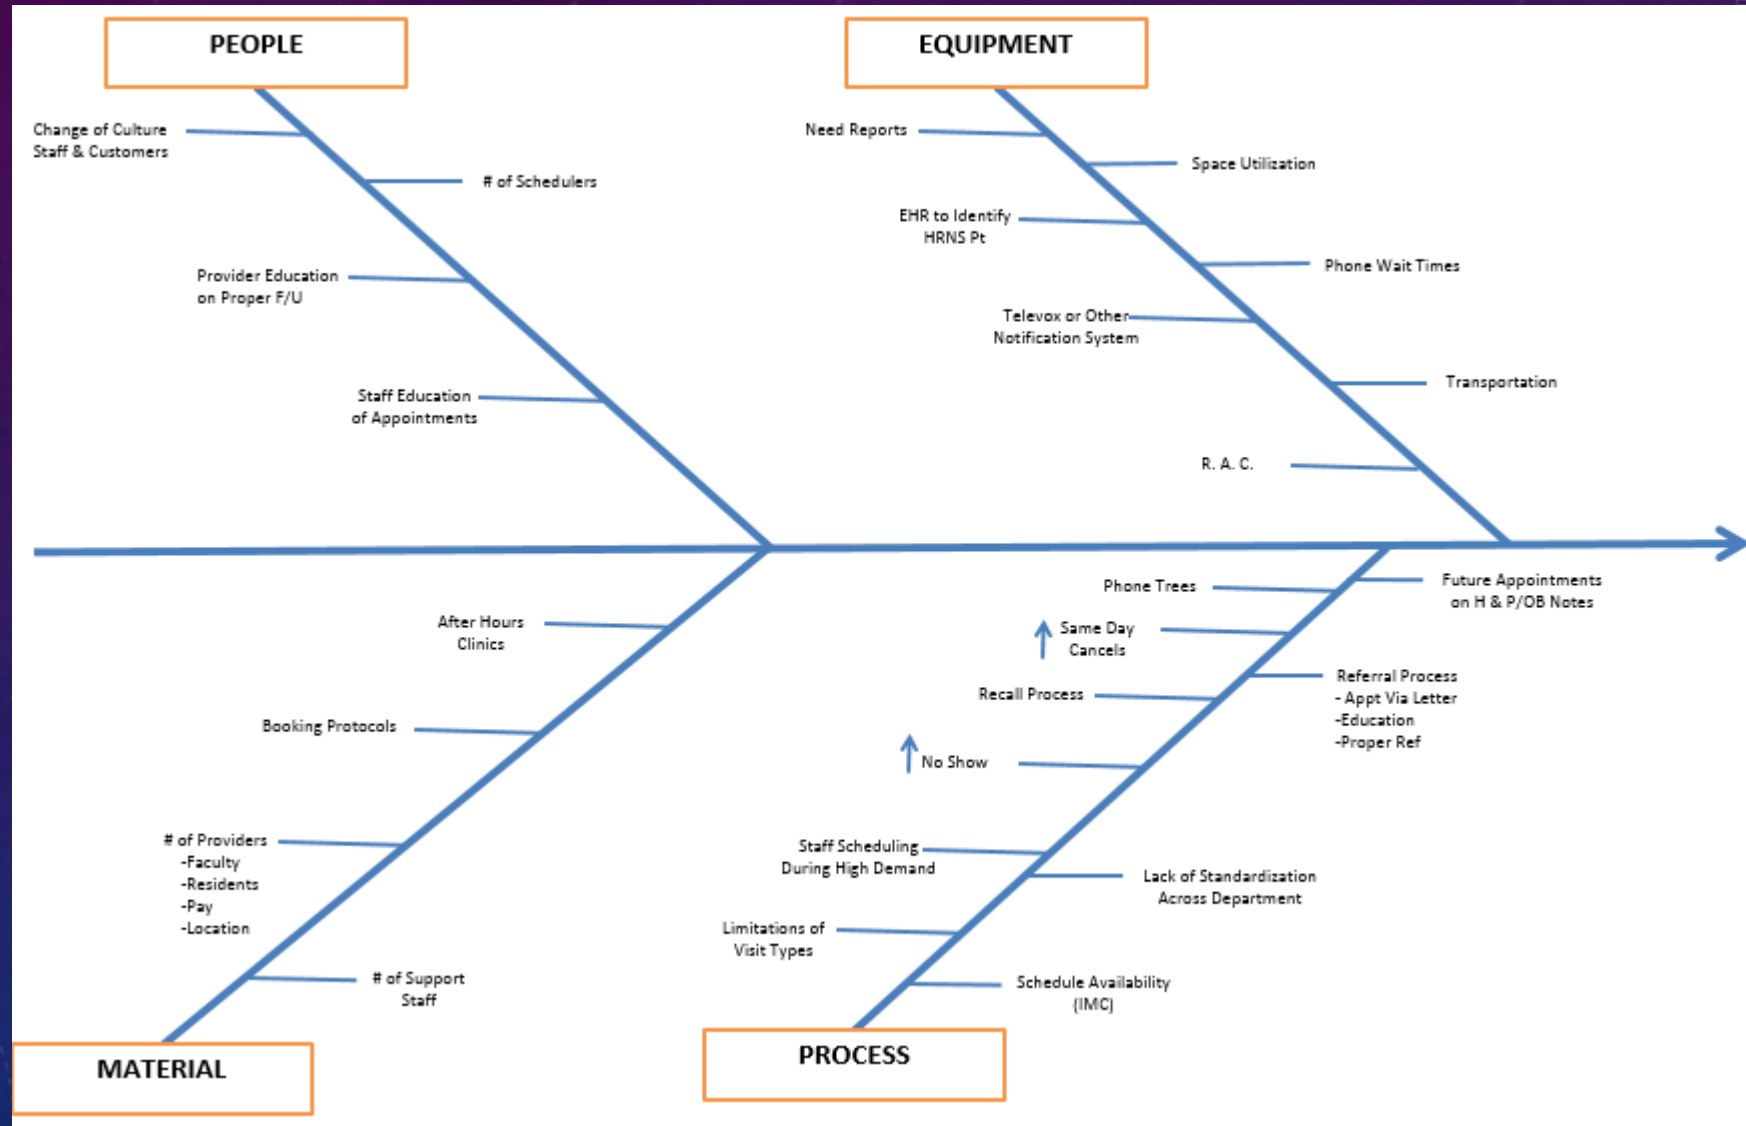 PEOPLE
Change of Culture
Staff & Customers
# of Schedulers
Provider Education
on Proper F/U
Staff Education
of Appointments
EQUIPMENT
Need Reports
Space Utilization
EHR to Identify
HRNS Pt
Phone Wait Times
Televox or Other
Notification System
Transportation
R. A. C.
After Hours
Clinics
Booking Protocols
# of Providers
-Faculty
-Residents
-Pay
-Location
# of Support
Staff
MATERIAL
Phone Trees
Future Appointments
on H & P/OB Notes
Same Day
Cancels
Recall Process
Referral Process
- Appt Via Letter
-Education
-Proper Ref
No Show
Staff Scheduling
During High Demand
Lack of Standardization
Across Department
Limitations of
Visit Types
Schedule Availability
(IMC)
PROCESS